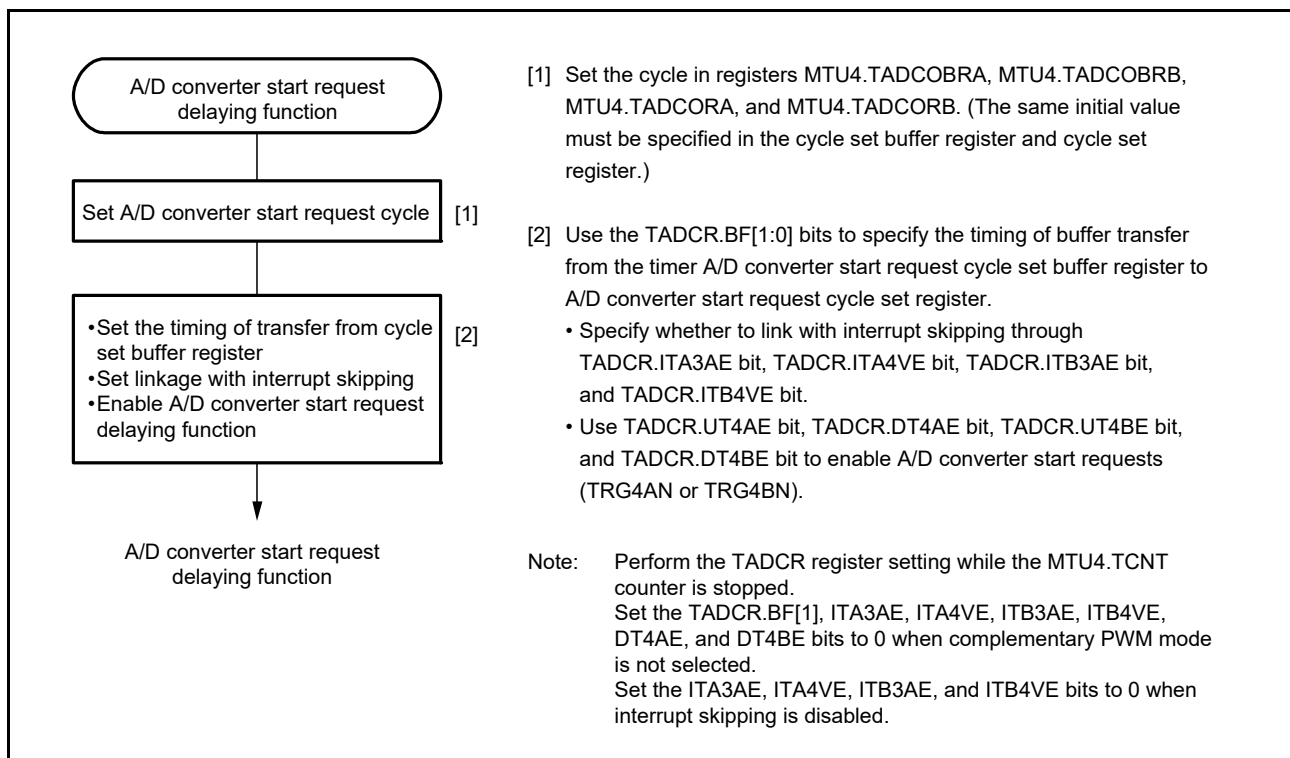 A/D converter start request
delaying function
Set A/D converter start request cycle
[1]
•Set the timing of transfer from cycle
set buffer register
•Set linkage with interrupt skipping
•Enable A/D converter start request
delaying function
[2]
A/D converter start request
delaying function
[1] Set the cycle in registers MTU4.TADCOBRA, MTU4.TADCOBRB,
MTU4.TADCORA, and MTU4.TADCORB. (The same initial value
must be specified in the cycle set buffer register and cycle set
register.)
[2] Use the TADCR.BF[1:0] bits to specify the timing of buffer transfer
from the timer A/D converter start request cycle set buffer register to
A/D converter start request cycle set register.
• Specify whether to link with interrupt skipping through
TADCR.ITA3AE bit, TADCR.ITA4VE bit, TADCR.ITB3AE bit,
and TADCR.ITB4VE bit.
• Use TADCR.UT4AE bit, TADCR.DT4AE bit, TADCR.UT4BE bit,
and TADCR.DT4BE bit to enable A/D converter start requests
(TRG4AN or TRG4BN).
Note: Perform the TADCR register setting while the MTU4.TCNT
counter is stopped.
Set the TADCR.BF[1], ITA3AE, ITA4VE, ITB3AE, ITB4VE,
DT4AE, and DT4BE bits to 0 when complementary PWM mode
is not selected.
Set the ITA3AE, ITA4VE, ITB3AE, and ITB4VE bits to 0 when
interrupt skipping is disabled.